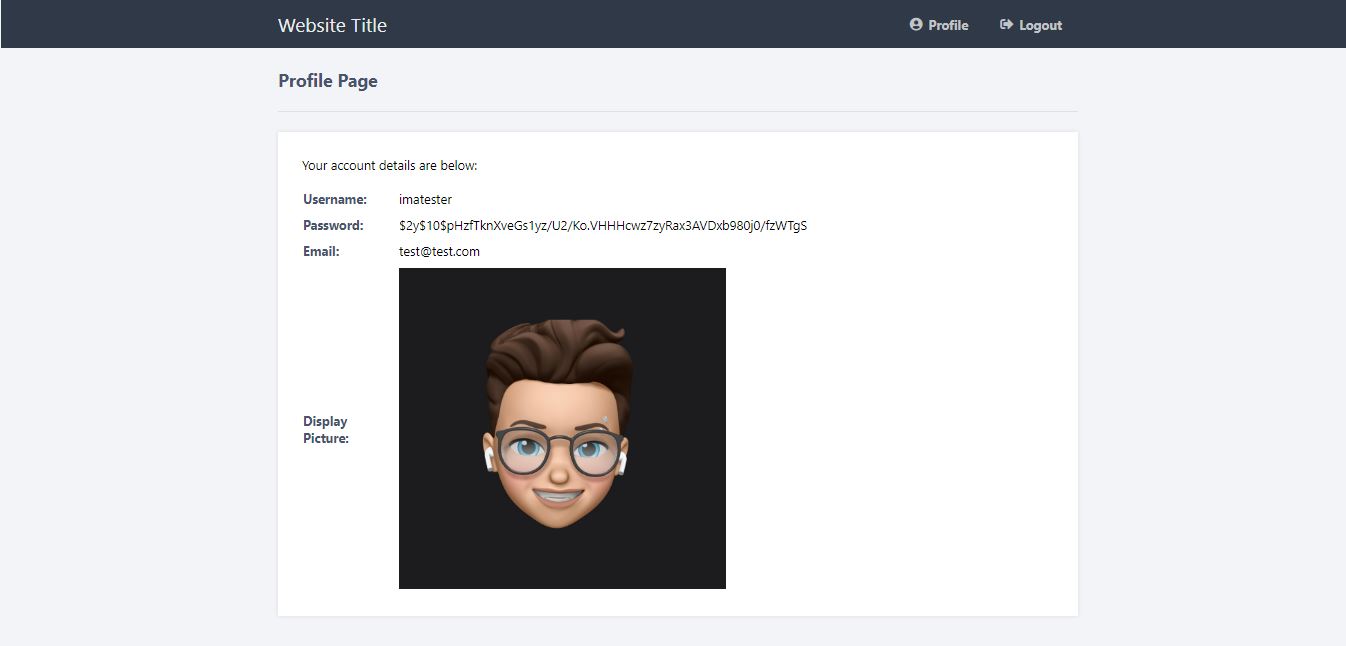 Website Title
Profile
Logout
Profile Page
Your account details are below:
Username: imatester
Password: $2y$10$pHzfTknXveGs1yz/U2/Ko.VHHHcwz7zyRax3AVDxb980j0/fzWTgS
Email: test@test.com
Display
Picture: